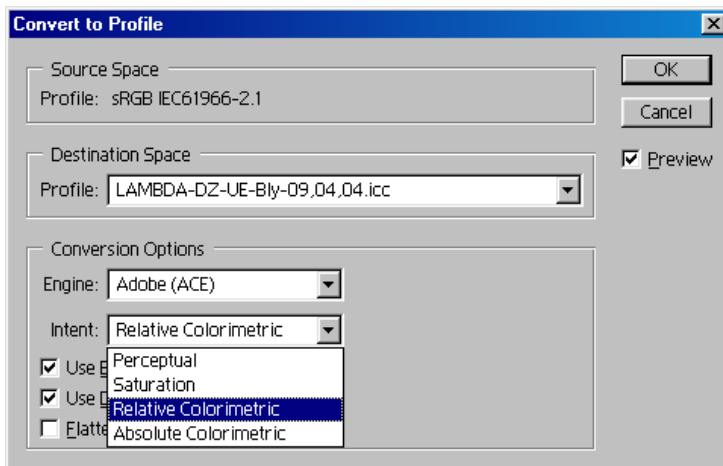 Convert to Profile
Source Space
Profile: sRGB IEC61966-2.1
OK
Cancel
Preview
Destination Space
Profile: LAMBDA-DZ-UE-Bly-09,04,04.icc
Conversion Options
Engine: Adobe (ACE)
Intent: Relative Colorimetric
Use
Perceptual
Saturation
Use
Relative Colorimetric
Absolute Colorimetric